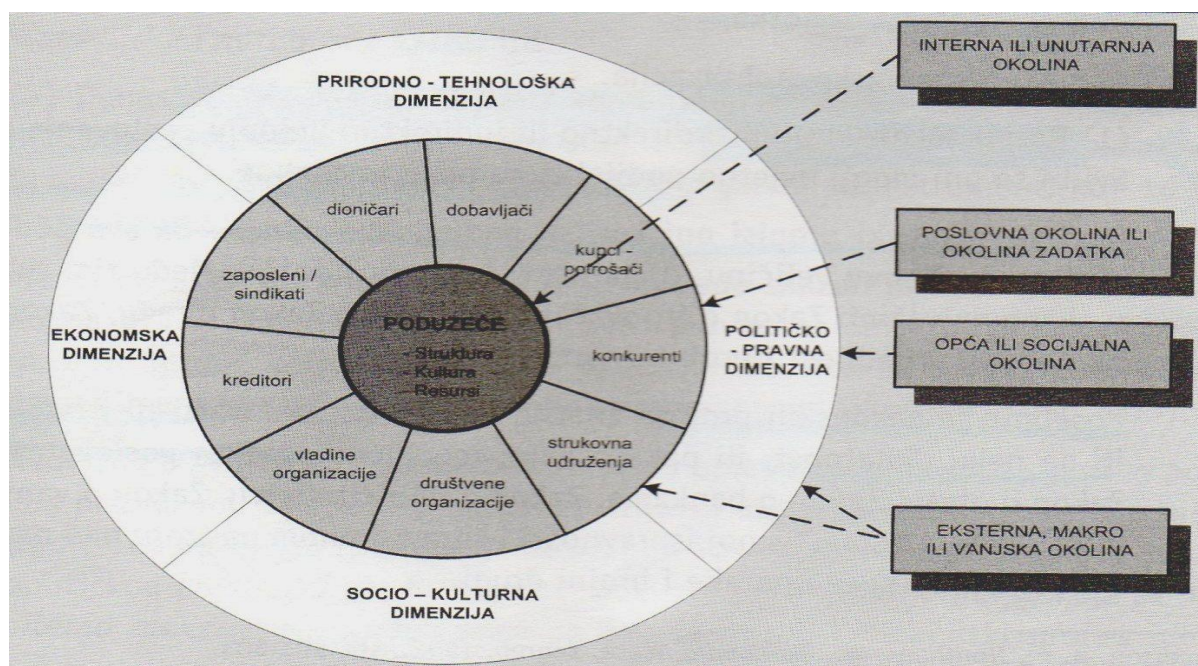 PRIRODNO - TEHNOLOŠKA
DIMENZIJA
dioničari
dobavljači
kupci -
potrošači
zaposleni /
sindikati
EKONOMSKA
DIMENZIJA
PODUZEĆE
- Struktura
- Kultura
- Resursi
konkurenti
POLITIČKO
- PRAVNA
DIMENZIJA
kreditori
vladine
organizacije
društvene
organizacije
strukovna
udruženja
SOCIO – KULTURNA
DIMENZIJA
INTERNA ILI UNUTARNJA
OKOLINA
POSLOVNA OKOLINA ILI
OKOLINA ZADATKA
OPĆA ILI SOCIJALNA
OKOLINA
EKSTERNA, MAKRO
ILI VANJSKA OKOLINA